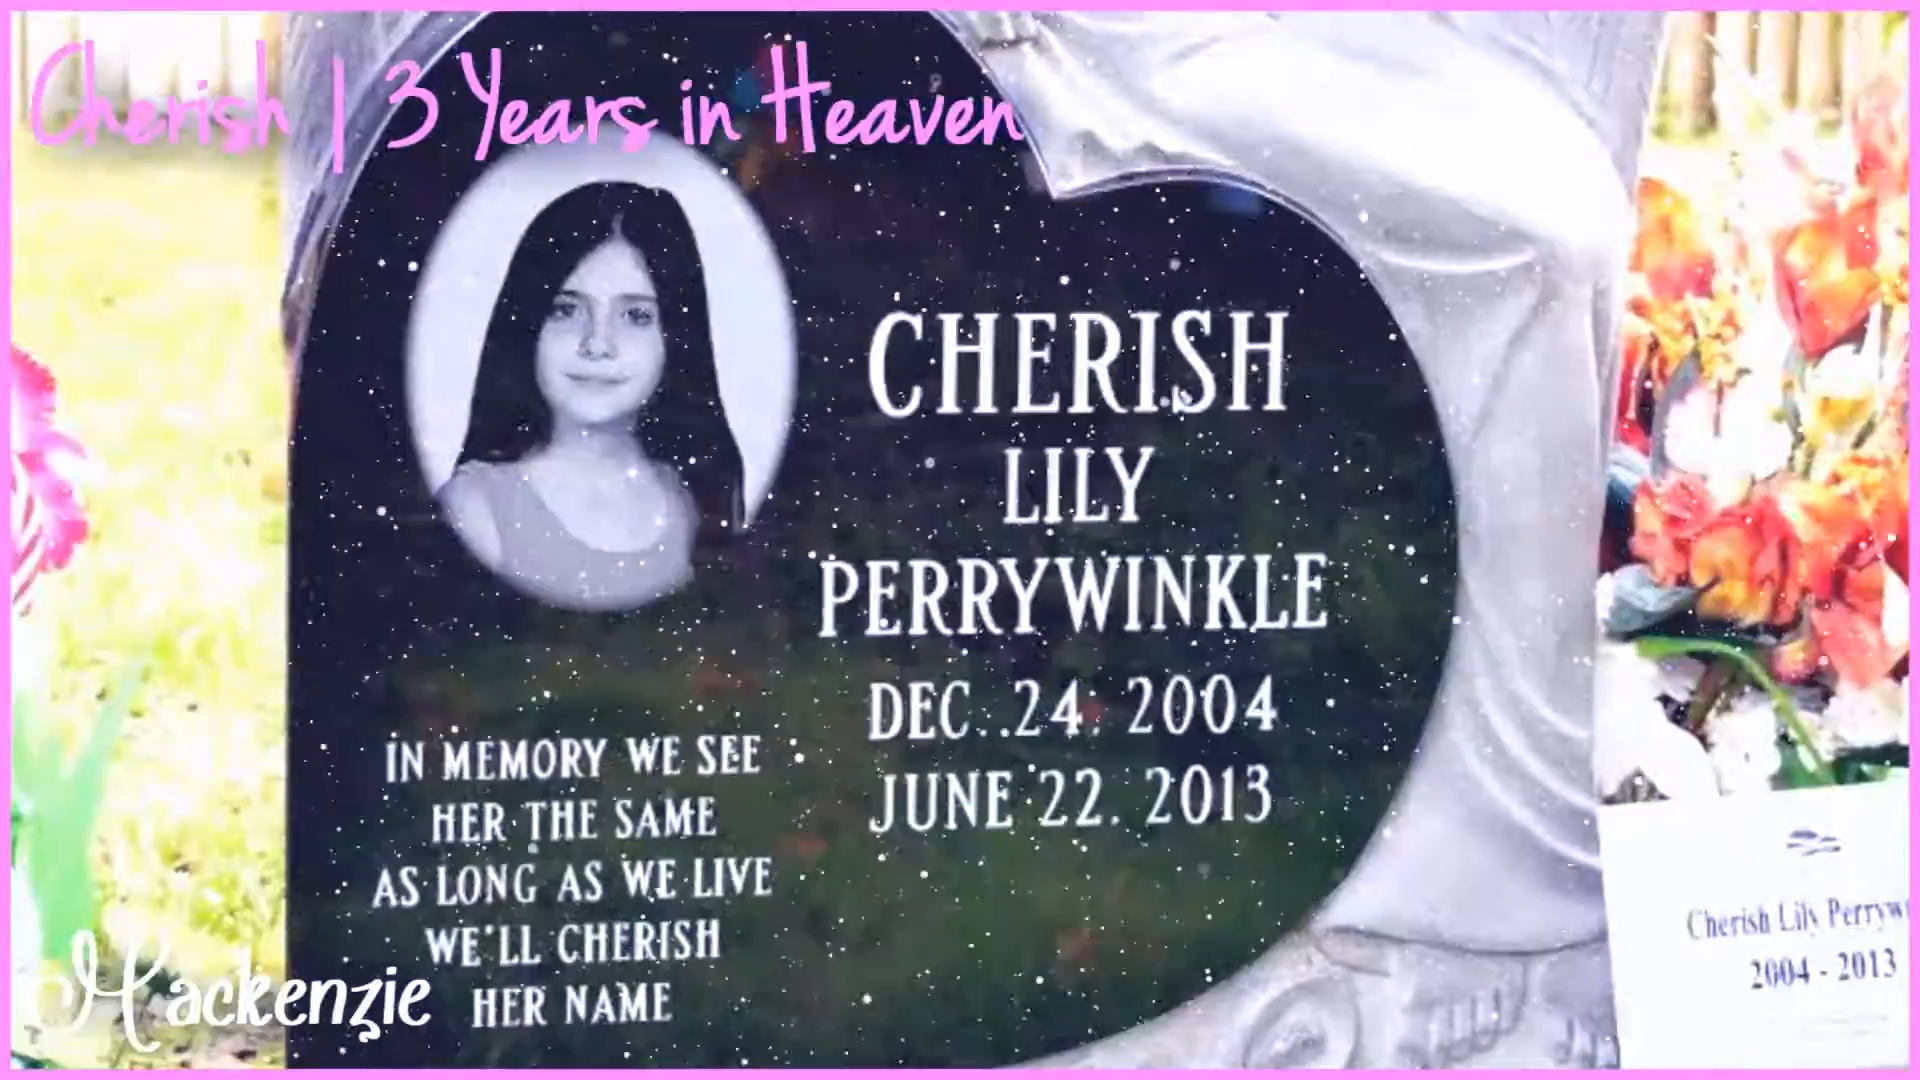 Cherish | 3 Years in Heaven
CHERISH
LILY
PERRYWINKLE
DEC. 24. 2004
JUNE 22. 2013
IN MEMORY WE SEE
HER THE SAME
AS LONG AS WE LIVE
WE'LL CHERISH
HER NAME
Mackenzie
Cherish Lily
2004 - 2013